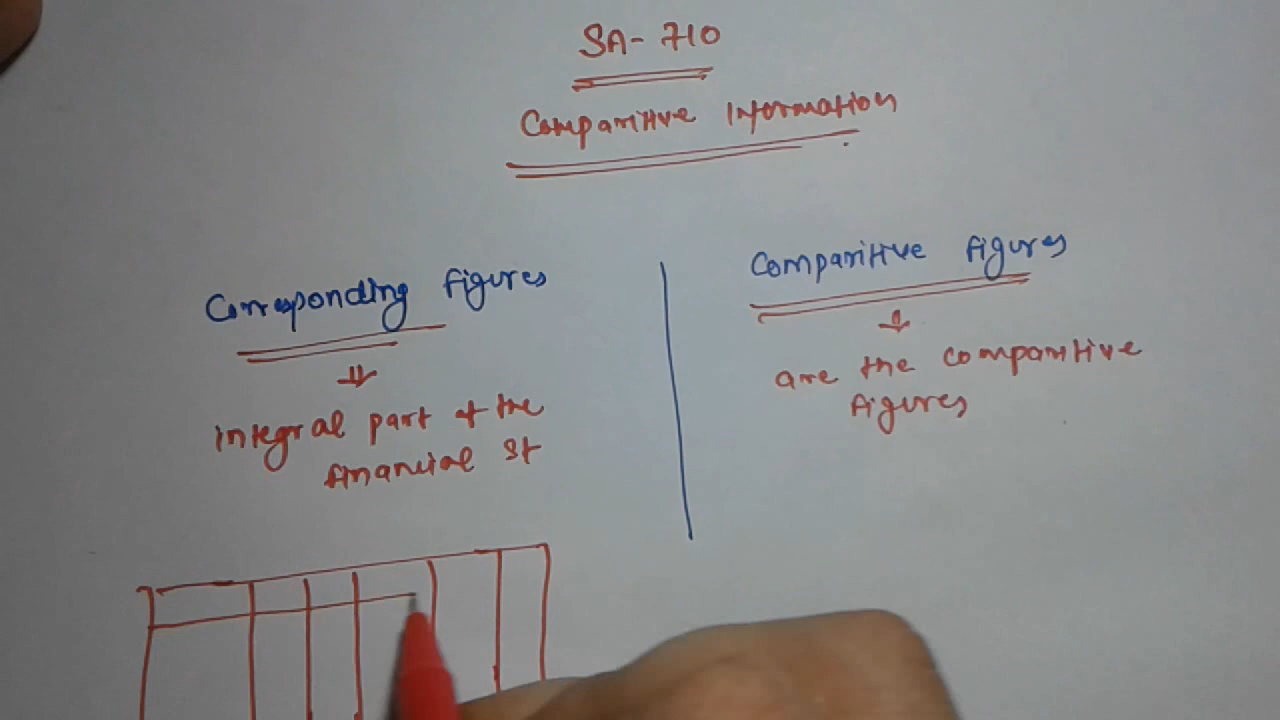 SA-710
Comparitive Information
Corresponding figures
integral part of the
financial St
Comparitive figures
are the comparitive
figures